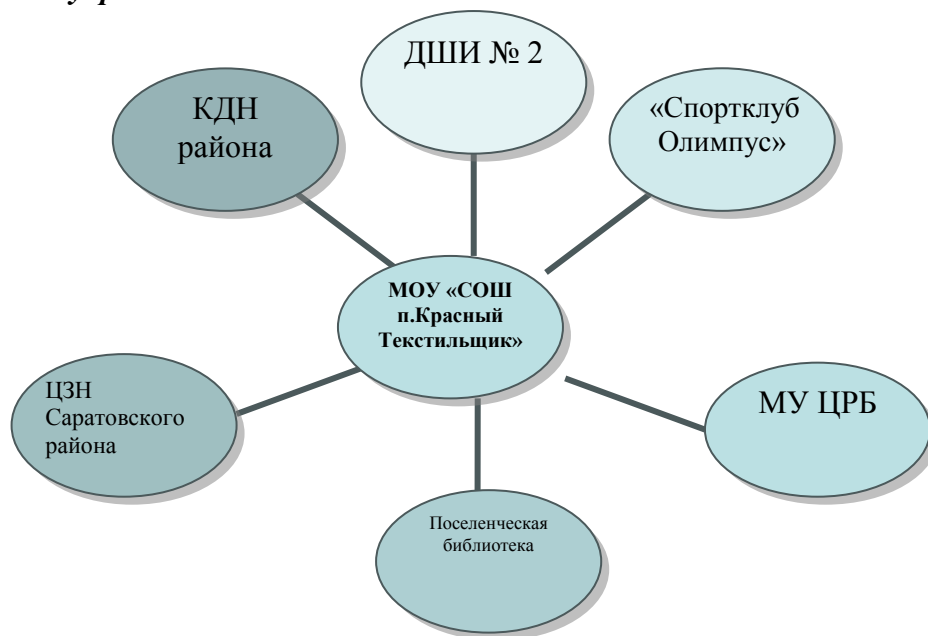 ДШИ № 2
КДН
района
«Спортклуб
Олимпус»
МОУ «СОШ
п.Красный
Текстильщик»
ЦЗН
Саратовского
района
МУ ЦРБ
Поселенческая
библиотека